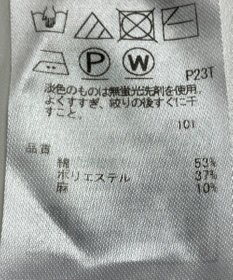 P W P23T
淡色のものは無蛍光洗剤を使用。
よくすすぎ、絞りの後すぐに干
すこと。
101
品質
綿 53%
ポリエステル 37%
麻 10%